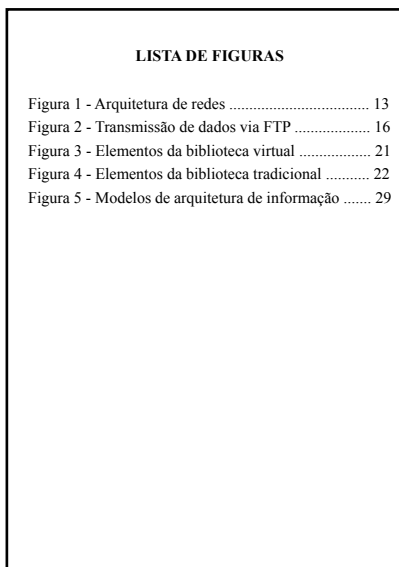 LISTA DE FIGURAS
Figura 1 - Arquitetura de redes .................................. 13
Figura 2 - Transmissão de dados via FTP ................... 16
Figura 3 - Elementos da biblioteca virtual .................. 21
Figura 4 - Elementos da biblioteca tradicional ........... 22
Figura 5 - Modelos de arquitetura de informação ....... 29